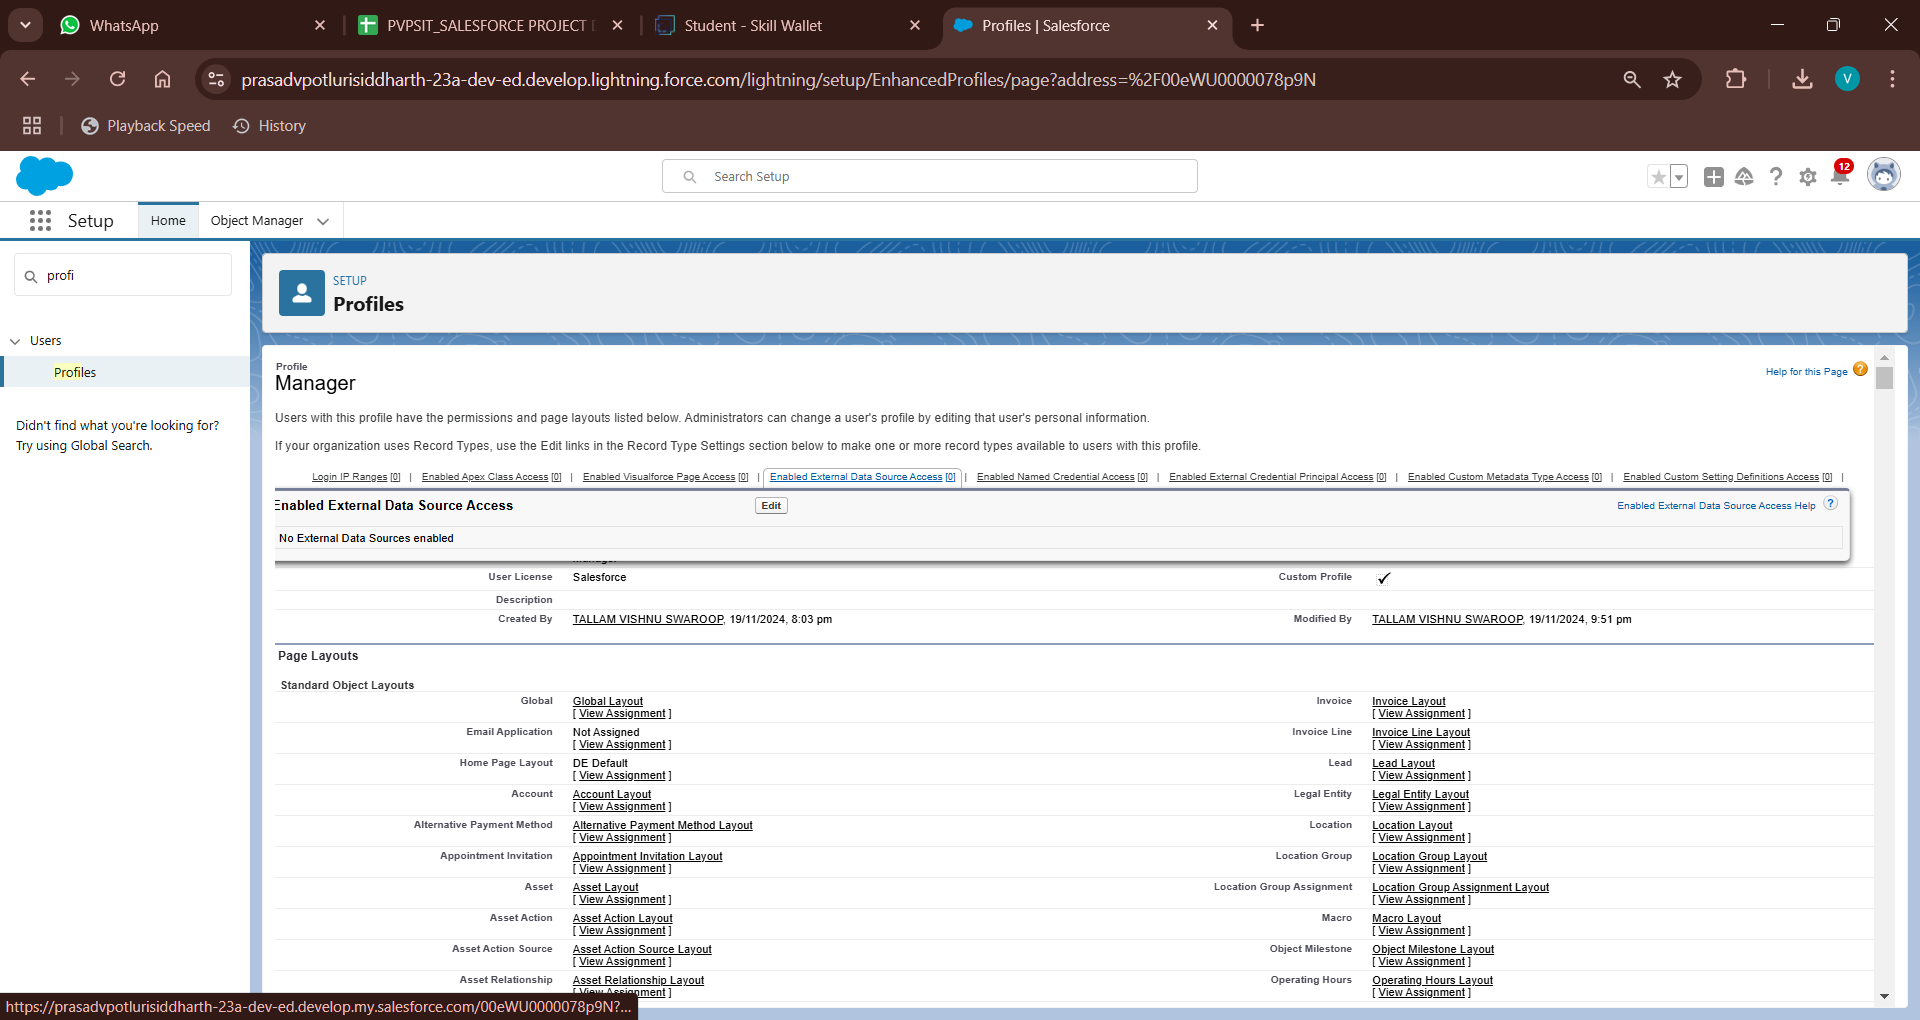 WhatsApp
PVPSIT_SALESFORCE PROJECT
Student - Skill Wallet
Profiles | Salesforce
prasadvpotlurisiddharth-23a-dev-ed.develop.lightning.force.com/lightning/setup/EnhancedProfiles/page?address=%2F00eWU0000078p9N
V
Playback Speed
History
Search Setup
12
Setup
Home
Object Manager
profi
Users
Profiles
Didn't find what you're looking for?
Try using Global Search.
SETUP
Profiles
Profile
Manager
Help for this Page
Users with this profile have the permissions and page layouts listed below. Administrators can change a user's profile by editing that user's personal information.
If your organization uses Record Types, use the Edit links in the Record Type Settings section below to make one or more record types available to users with this profile.
Login IP Ranges [0] | Enabled Apex Class Access [0] | Enabled Visualforce Page Access [0] | Enabled External Data Source Access [0] | Enabled Named Credential Access [0] | Enabled External Credential Principal Access [0] | Enabled Custom Metadata Type Access [0] | Enabled Custom Setting Definitions Access [0] |
Enabled External Data Source Access Edit Enabled External Data Source Access Help ?
No External Data Sources enabled
User License Salesforce Custom Profile
Description
Created By TALLAM VISHNU SWAROOP, 19/11/2024, 8:03 pm Modified By TALLAM VISHNU SWAROOP, 19/11/2024, 9:51 pm
Page Layouts
Standard Object Layouts
Global Global Layout Invoice Invoice Layout
[ View Assignment ] [ View Assignment ]
Email Application Not Assigned Invoice Line Invoice Line Layout
[ View Assignment ] [ View Assignment ]
Home Page Layout DE Default Lead Lead Layout
[ View Assignment ] [ View Assignment ]
Account Account Layout Legal Entity Legal Entity Layout
[ View Assignment ] [ View Assignment ]
Alternative Payment Method Alternative Payment Method Layout Location Location Layout
[ View Assignment ] [ View Assignment ]
Appointment Invitation Appointment Invitation Layout Location Group Location Group Layout
[ View Assignment ] [ View Assignment ]
Asset Asset Layout Location Group Assignment Location Group Assignment Layout
[ View Assignment ] [ View Assignment ]
Asset Action Asset Action Layout Macro Macro Layout
[ View Assignment ] [ View Assignment ]
Asset Action Source Asset Action Source Layout Object Milestone Object Milestone Layout
[ View Assignment ] [ View Assignment ]
Asset Relationship Asset Relationship Layout Operating Hours Operating Hours Layout
[ View Assignment ] [ View Assignment ]
https://prasadvpotlurisiddharth-23a-dev-ed.develop.my.salesforce.com/00eWU0000078p9N?...